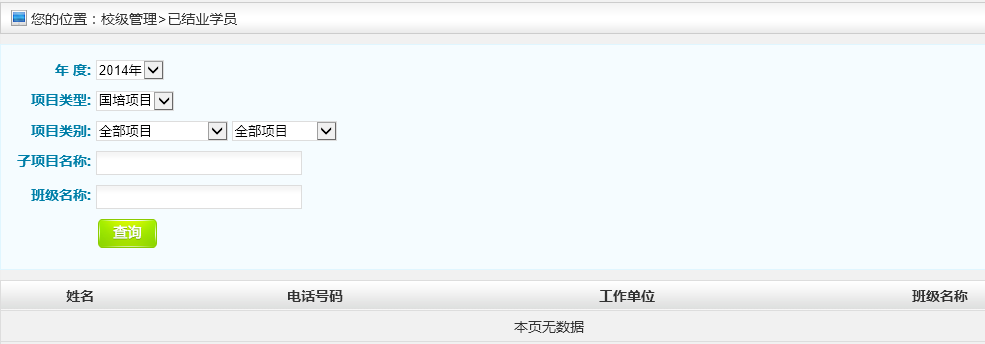 您的位置：校级管理>已结业学员
年 度: 2014年
项目类型: 国培项目
项目类别: 全部项目 全部项目
子项目名称:
班级名称:
查询
姓名 电话号码 工作单位 班级名称
本页无数据